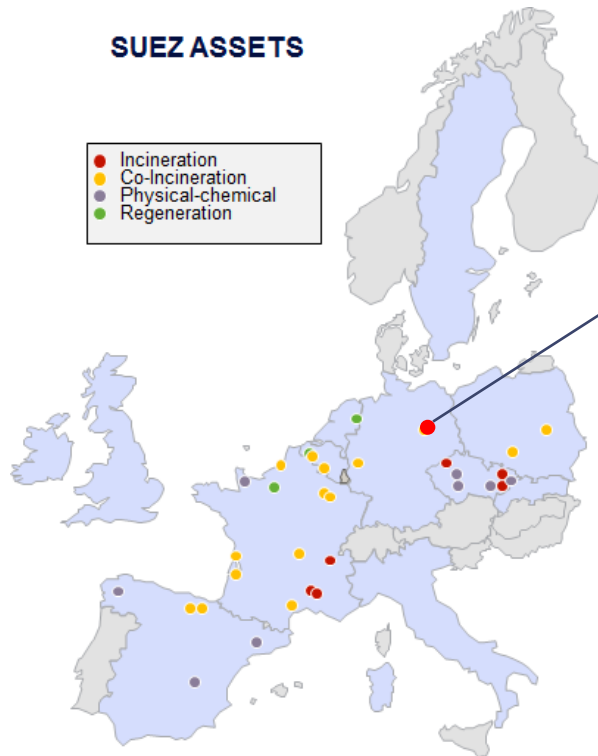 SUEZ ASSETS
Incineration
Co-Incineration
Physical-chemical
Regeneration